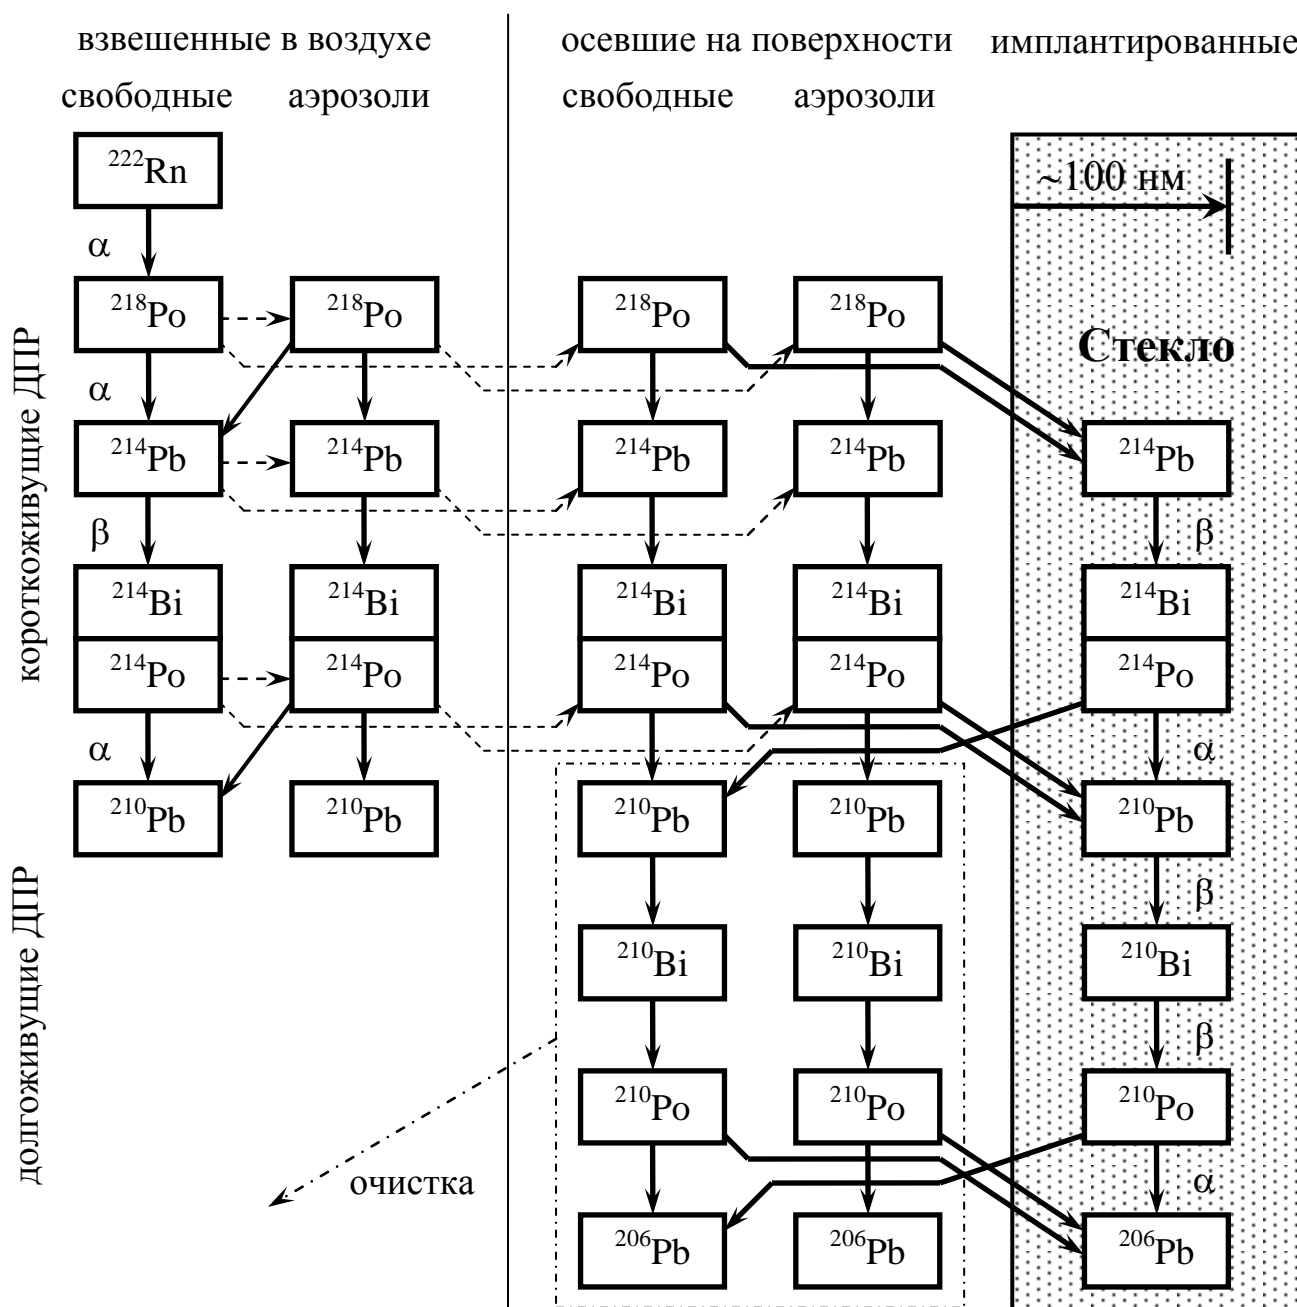 взвешенные в воздухе осевшие на поверхности имплантированные
свободные аэрозоли свободные аэрозоли
²²²Rn ~100 нм
α
²¹⁸Po ²¹⁸Po ²¹⁸Po ²¹⁸Po Стекло
короткоживущие ДПР
α
²¹⁴Pb ²¹⁴Pb ²¹⁴Pb ²¹⁴Pb ²¹⁴Pb
β β
²¹⁴Bi ²¹⁴Bi ²¹⁴Bi ²¹⁴Bi ²¹⁴Bi
²¹⁴Po ²¹⁴Po ²¹⁴Po ²¹⁴Po ²¹⁴Po
α α
²¹⁰Pb ²¹⁰Pb ²¹⁰Pb ²¹⁰Pb ²¹⁰Pb
долгоживущие ДПР
β
²¹⁰Bi ²¹⁰Bi ²¹⁰Bi
β
²¹⁰Po ²¹⁰Po ²¹⁰Po
очистка α
²⁰⁶Pb ²⁰⁶Pb ²⁰⁶Pb